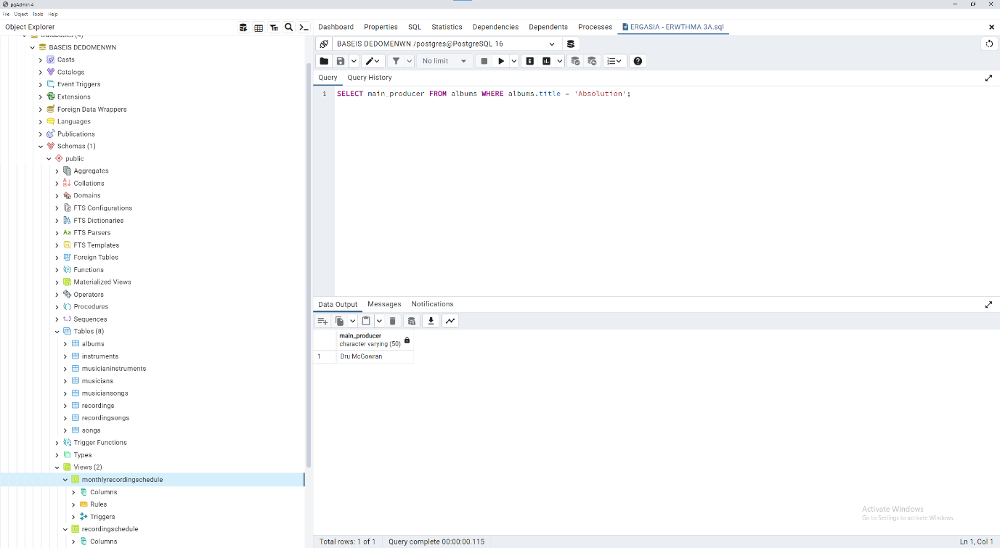 pgAdmin 4
File Object Tools Help
Object Explorer
Databases (4)
BASEIS DEDOMENWN
Casts
Catalogs
Event Triggers
Extensions
Foreign Data Wrappers
Languages
Publications
Schemas (1)
public
Aggregates
Collations
Domains
FTS Configurations
FTS Dictionaries
Aa FTS Parsers
FTS Templates
Foreign Tables
Functions
Materialized Views
Operators
Procedures
1..3 Sequences
Tables (8)
albums
instruments
musicianinstruments
musicians
musiciansongs
recordings
recordingsongs
songs
Trigger Functions
Types
Views (2)
monthlyrecordingschedule
Columns
Rules
Triggers
recordingschedule
Columns
Dashboard Properties SQL Statistics Dependencies Dependents Processes ERGASIA - ERWTHMA 3A.sql
BASEIS DEDOMENWN /postgres@PostgreSQL 16
No limit E
Query Query History
1 SELECT main_producer FROM albums WHERE albums.title = 'Absolution';
Data Output Messages Notifications
main_producer
character varying (50)
1 Dru McGowran
Activate Windows
Go to Settings to activate Windows.
Total rows: 1 of 1 Query complete 00:00:00.115 Ln 1, Col 1